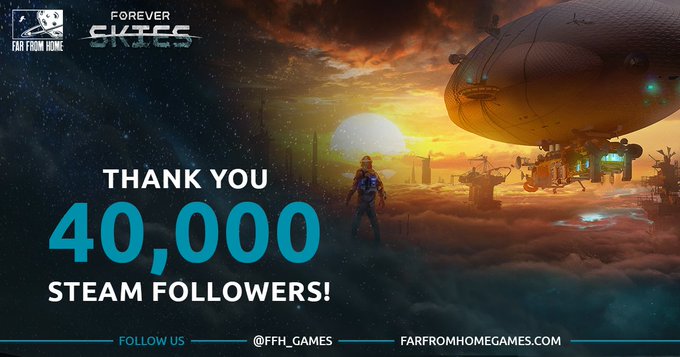 FAR FROM HOME
FOREVER
SKIES
THANK YOU
40,000
STEAM FOLLOWERS!
FOLLOW US
@FFH_GAMES
FARFROMHOMEGAMES.COM